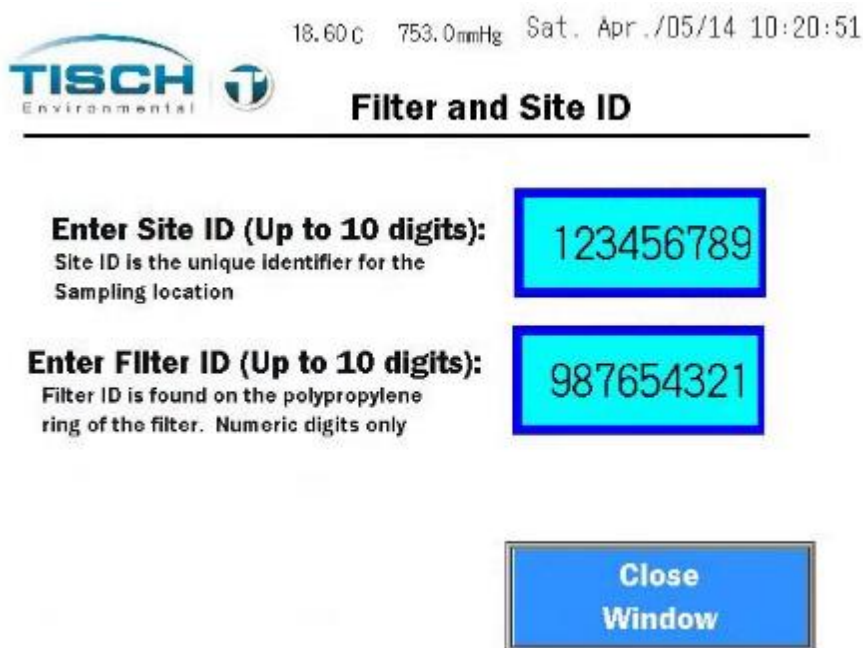 18.60 C 753.0mmHg Sat. Apr./05/14 10:20:51
TISCH
Environmental
Filter and Site ID
Enter Site ID (Up to 10 digits):
Site ID is the unique identifier for the
Sampling location
123456789
Enter FIlter ID (Up to 10 digits):
Filter ID is found on the polypropylene
ring of the filter. Numeric digits only
987654321
Close
Window